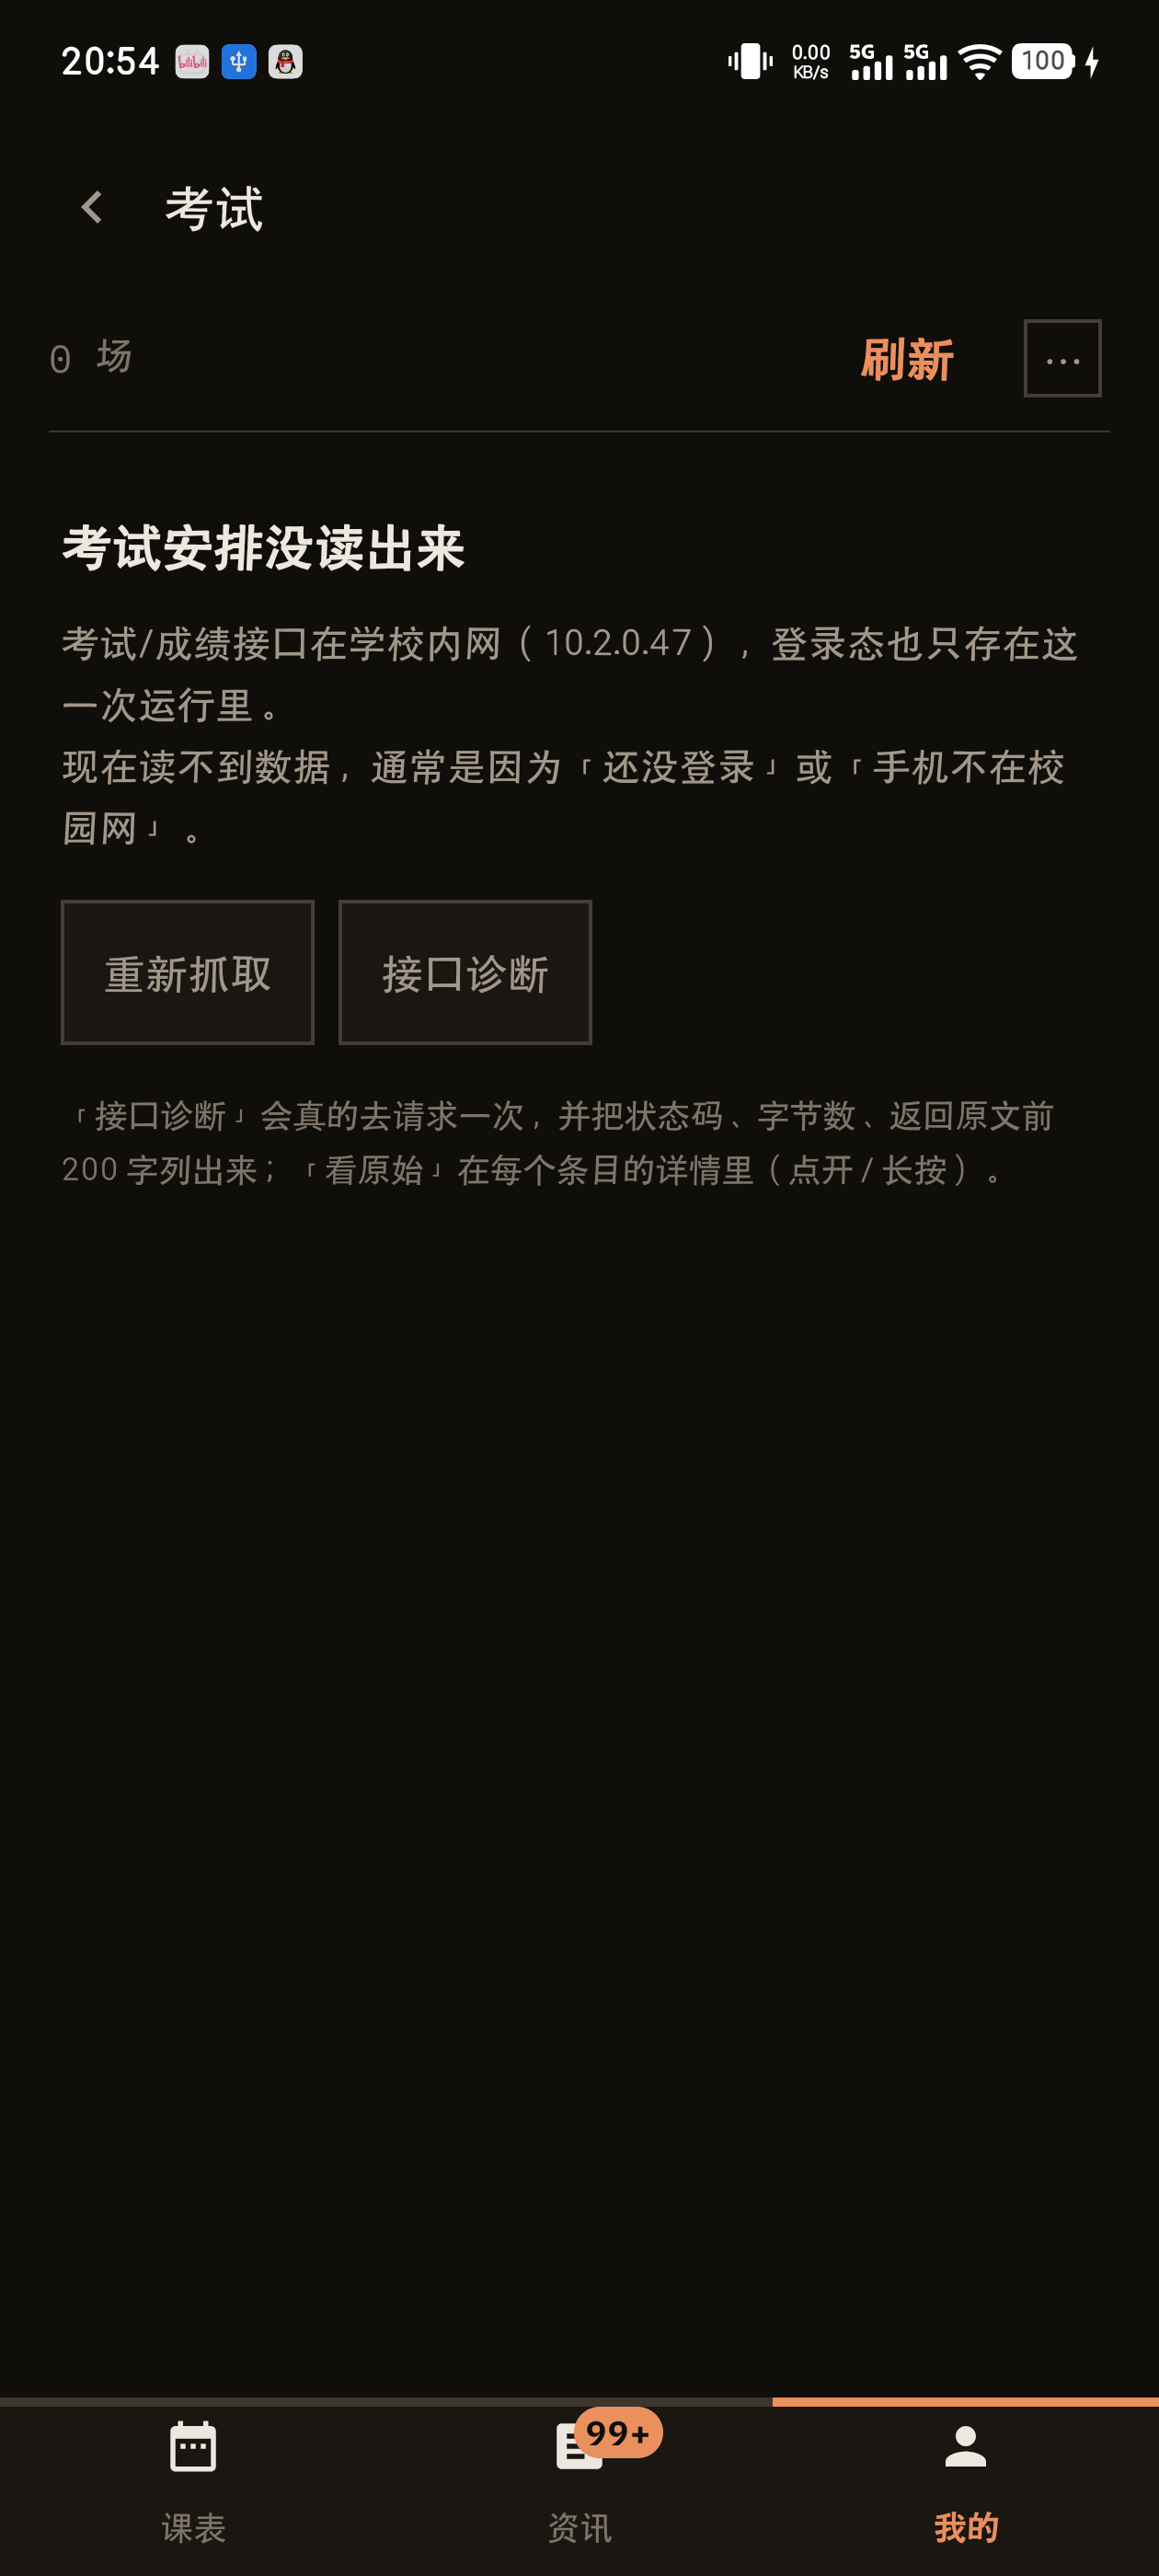 20:54 bilibili 0.00 KB/s 5G 5G 100
考试
0 场 刷新 ...
考试安排没读出来
考试/成绩接口在学校内网（10.2.0.47），登录态也只存在这
一次运行里。
现在读不到数据，通常是因为「还没登录」或「手机不在校
园网」。
重新抓取 接口诊断
「接口诊断」会真的去请求一次，并把状态码、字节数、返回原文前
200 字列出来；「看原始」在每个条目的详情里（点开 / 长按）。
99+
课表 资讯 我的